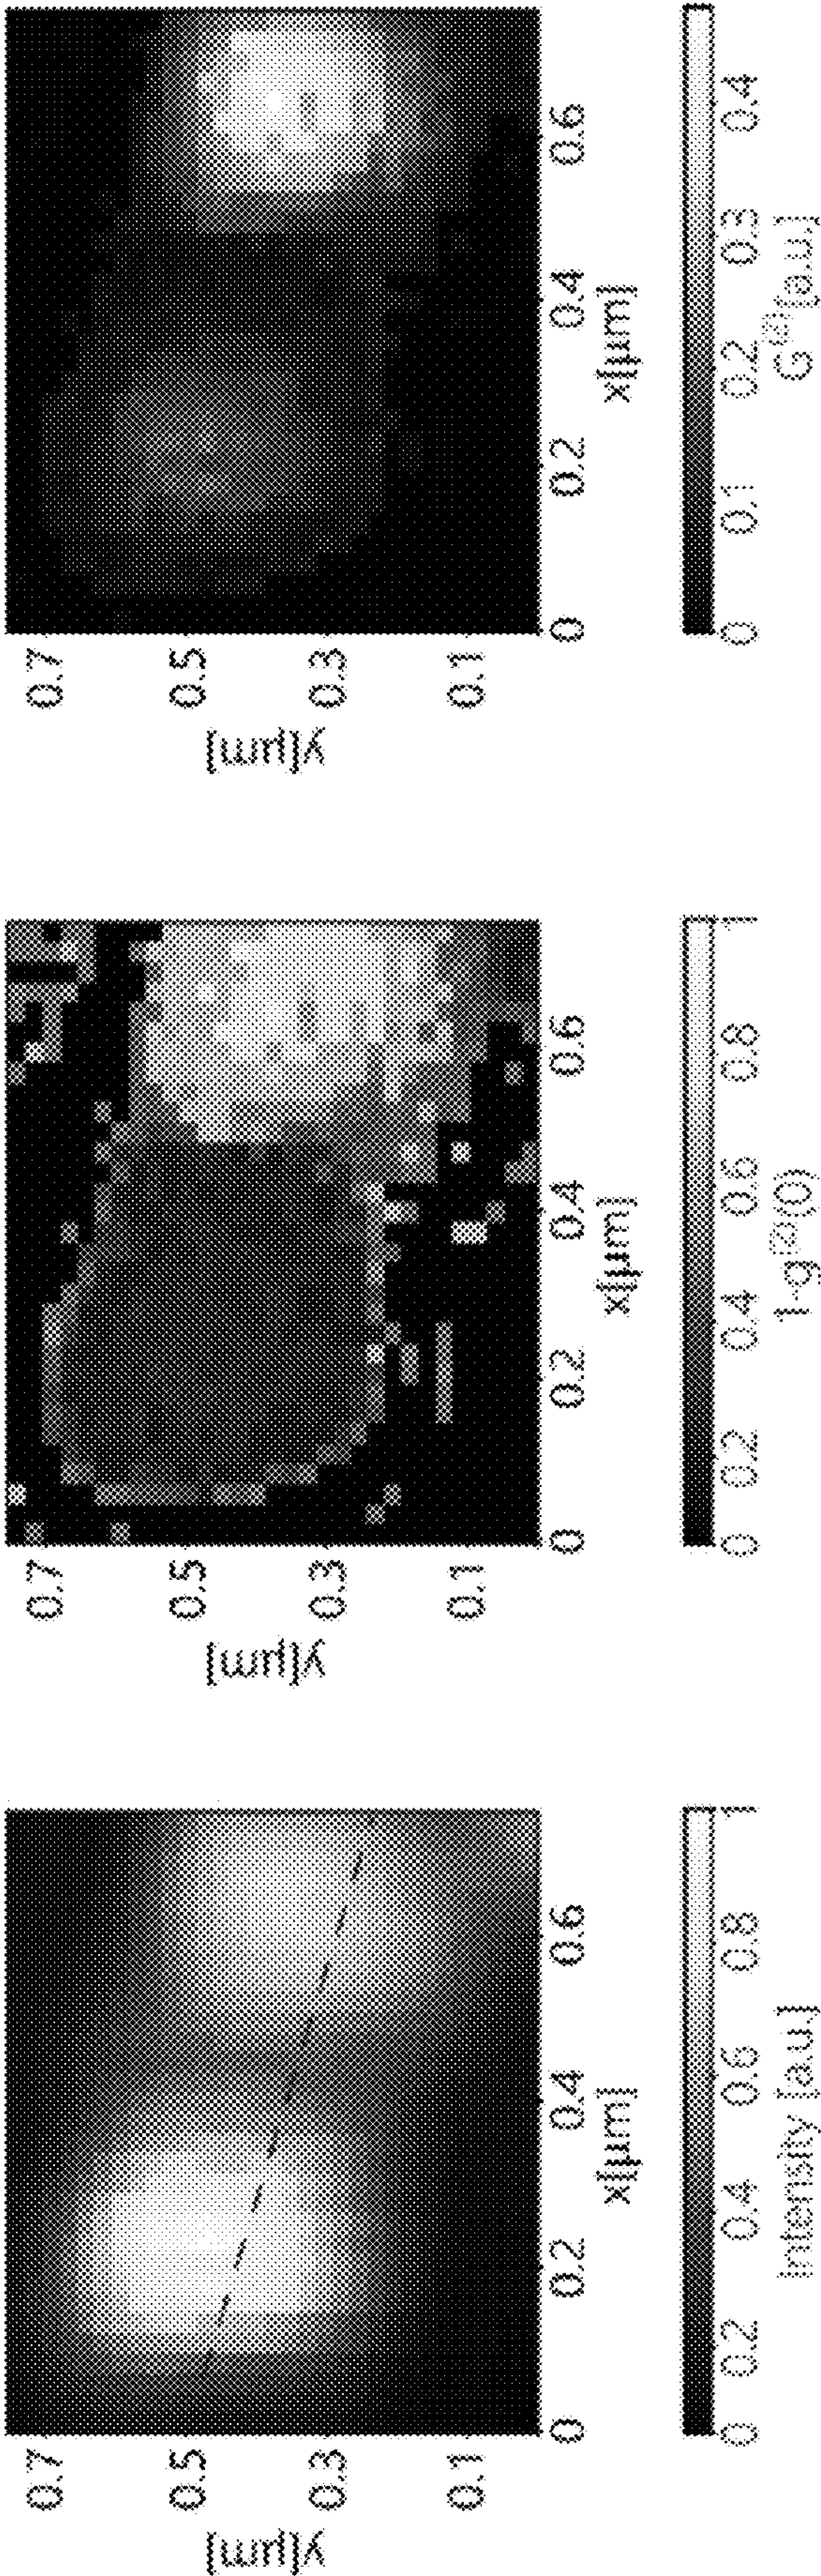 y[μm]
0.7
0.5
0.3
0.1
0 0.2 0.4 0.6
x[μm]
0 0.2 0.4 0.6 0.8 1
Intensity [a.u.]
y[μm]
0.7
0.5
0.3
0.1
0 0.2 0.4 0.6
x[μm]
0 0.2 0.4 0.6 0.8 1
1-g⁽²⁾(0)
y[μm]
0.7
0.5
0.3
0.1
0 0.2 0.4 0.6
x[μm]
0 0.1 0.2 0.3 0.4
G⁽²⁾[a.u.]